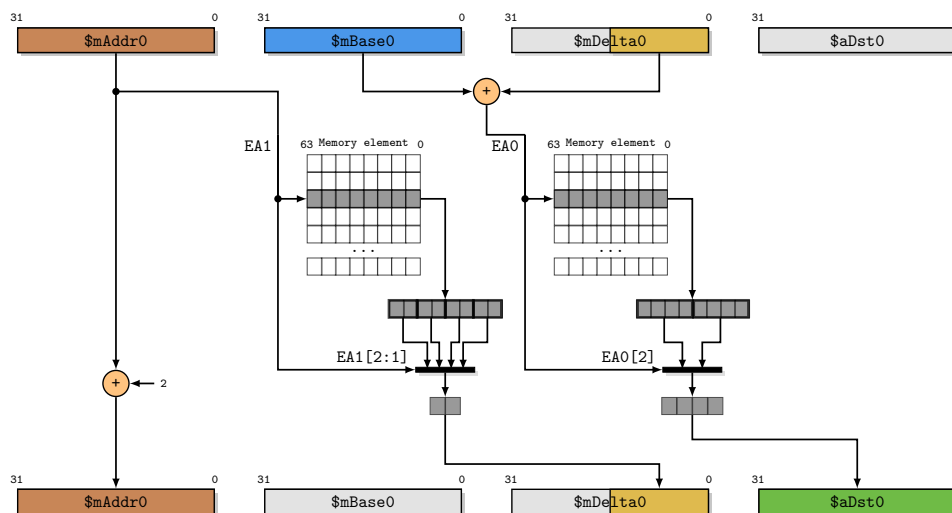 31 0 31 0 31 0 31
$mAddr0 $mBase0 $mDelta0 $aDst0
+
EA1 63 Memory element 0 EA0 63 Memory element 0
... ...
EA1[2:1] EA0[2]
+ 2
31 0 31 0 31 0 31
$mAddr0 $mBase0 $mDelta0 $aDst0